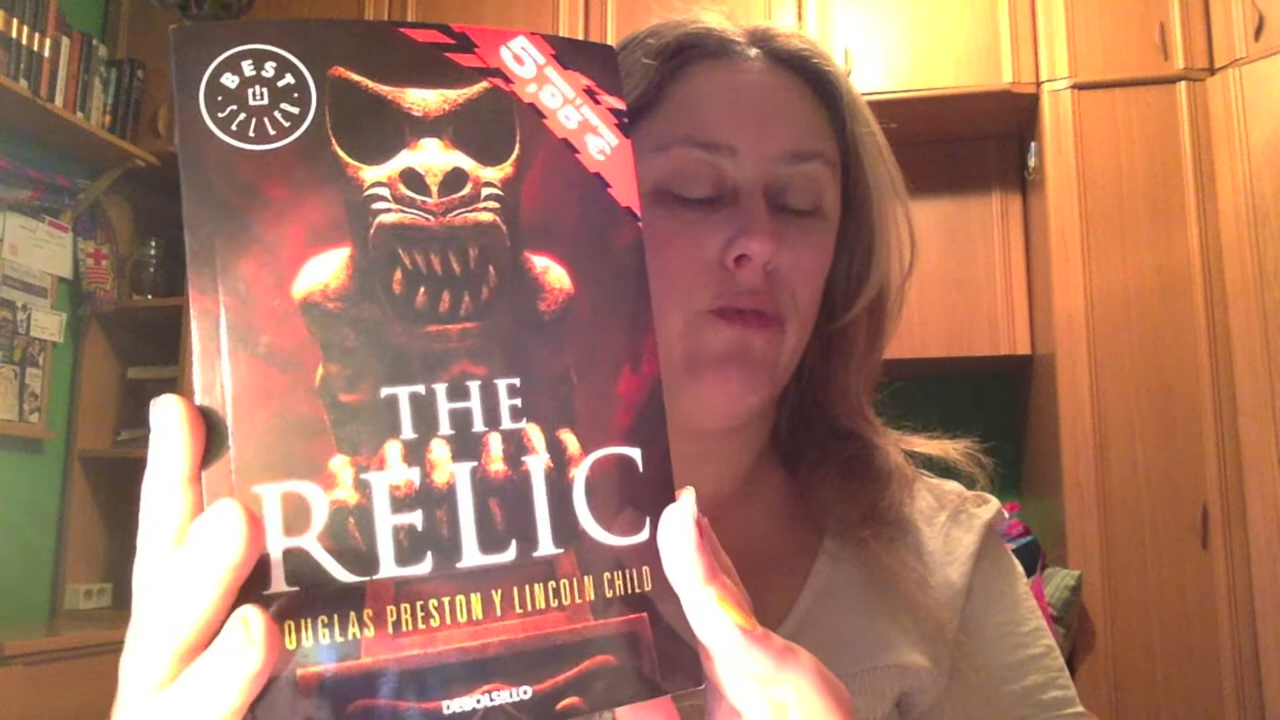 BEST
SELLER
5,95 €
THE
RELIC
OUGLAS PRESTON Y LINCOLN CHILD
DEBOLSILLO